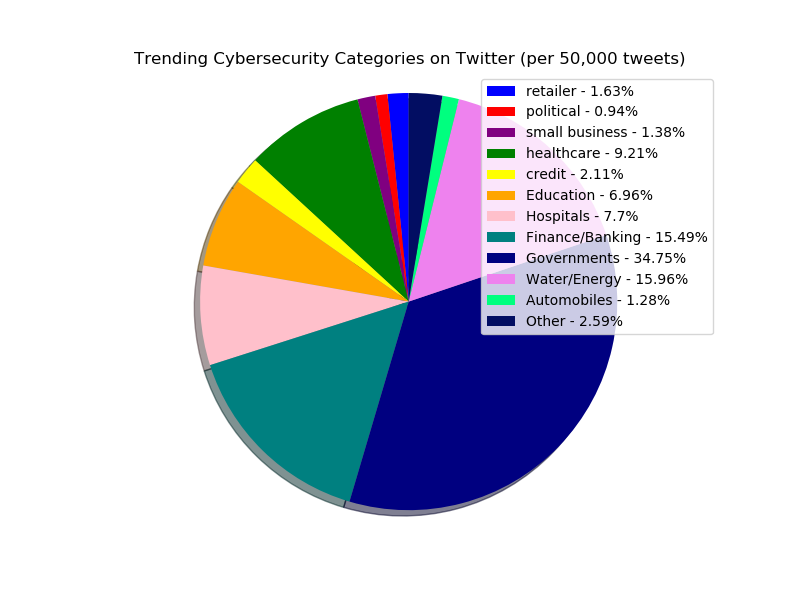 Trending Cybersecurity Categories on Twitter (per 50,000 tweets)
retailer - 1.63%
political - 0.94%
small business - 1.38%
healthcare - 9.21%
credit - 2.11%
Education - 6.96%
Hospitals - 7.7%
Finance/Banking - 15.49%
Governments - 34.75%
Water/Energy - 15.96%
Automobiles - 1.28%
Other - 2.59%